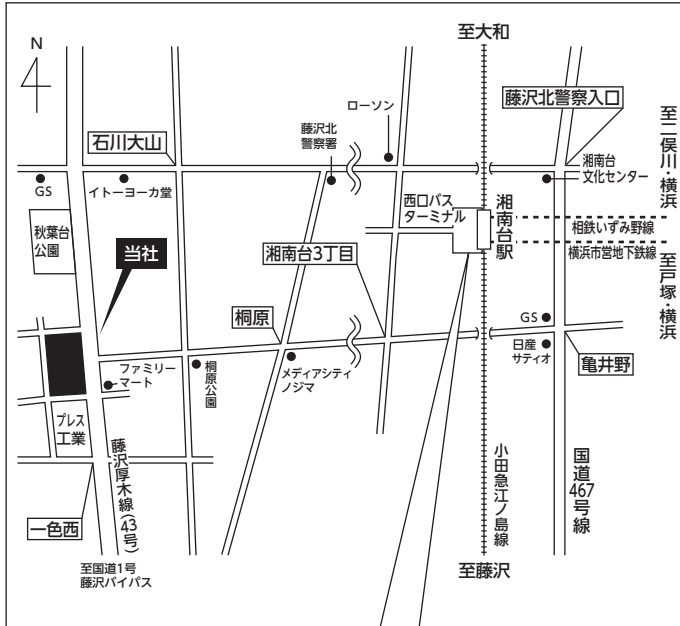 至大和
N
藤沢北警察入口
ローソン
至二俣川・横浜
石川大山
藤沢北
警察署
湘南台
文化センター
GS
イトーヨーカ堂
西口バス
ターミナル
湘南台駅
秋葉台
公園
相鉄いずみ野線
当社
湘南台3丁目
横浜市営地下鉄線
至戸塚・横浜
桐原
GS
日産
サティオ
亀井野
ファミリー
マート
桐原公園
メディアシティ
ノジマ
プレス
工業
藤沢厚木線(43号)
小田急江ノ島線
国道467号線
一色西
至国道1号
藤沢バイパス
至藤沢